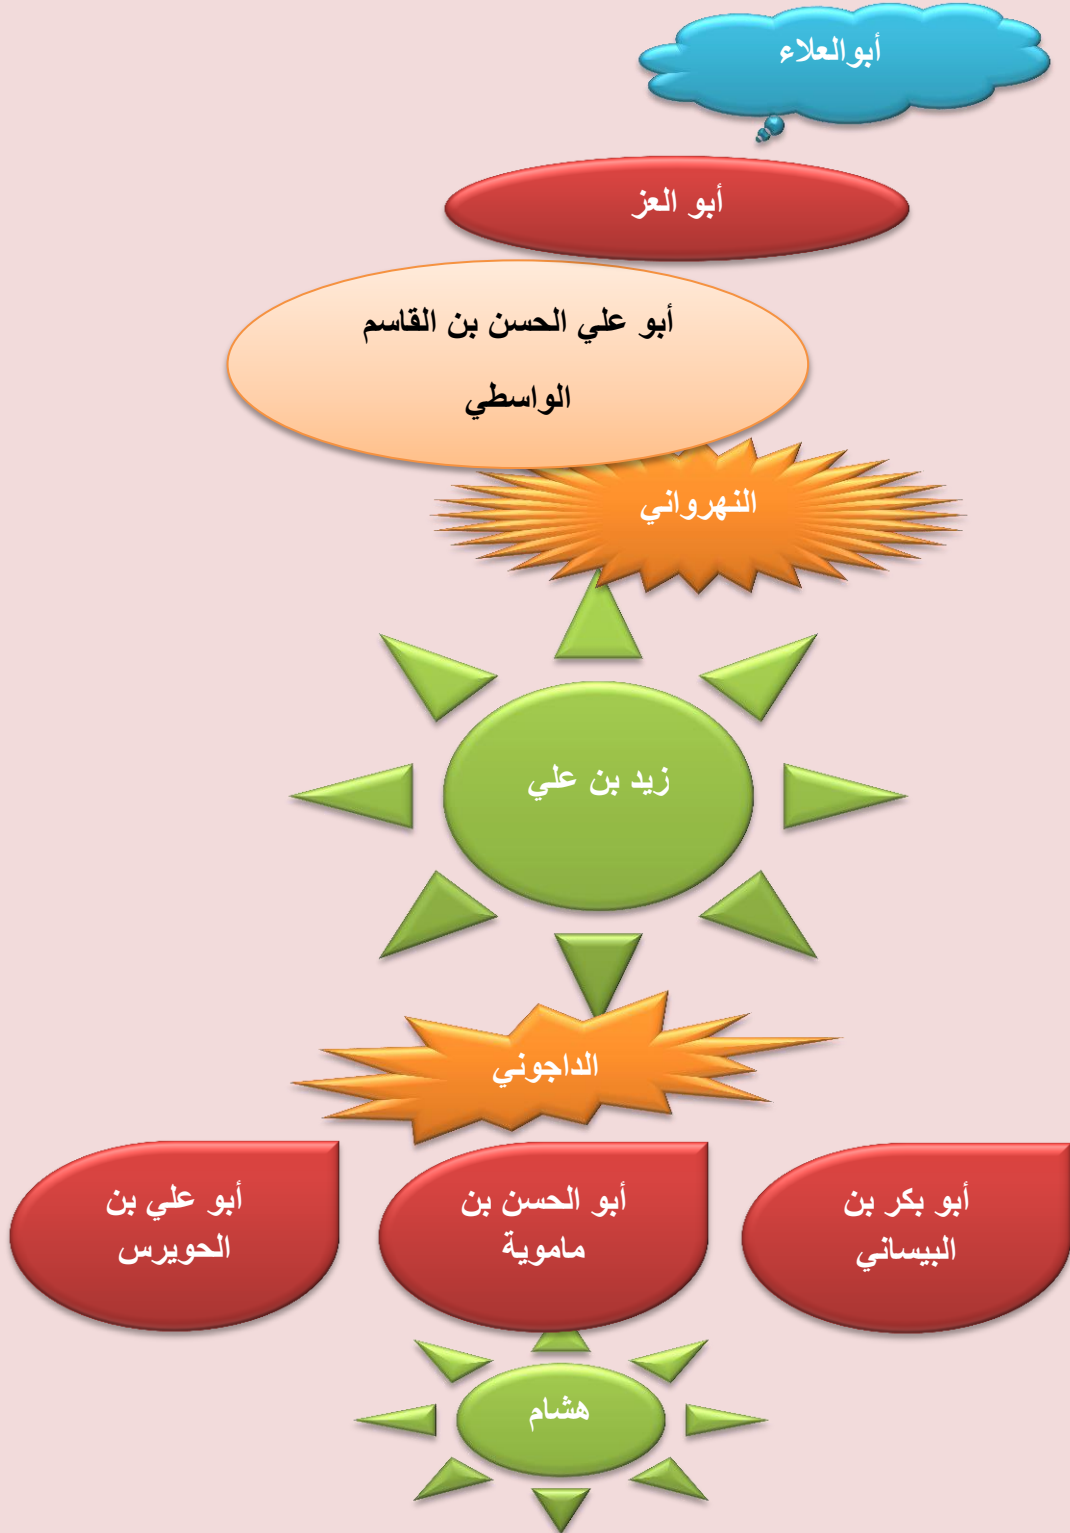 أبوالعلاء
أبو العز
أبو علي الحسن بن القاسم
الواسطي
النهرواني
زيد بن علي
الداجوني
أبو بكر بن
البيساني
أبو الحسن بن
ماموية
أبو علي بن
الحويرس
هشام